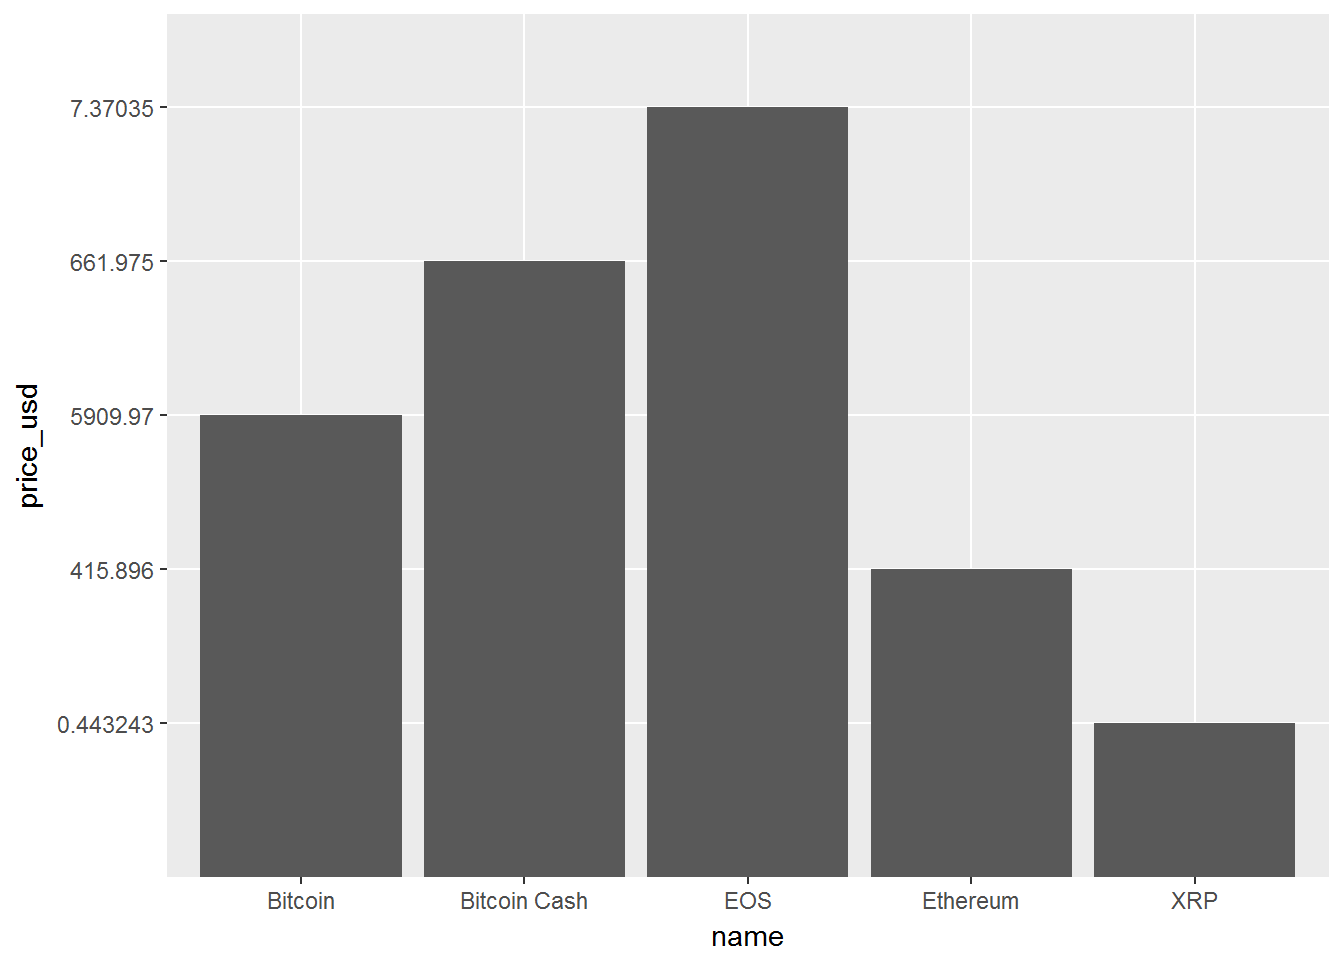 price_usd
7.37035
661.975
5909.97
415.896
0.443243
Bitcoin Bitcoin Cash EOS Ethereum XRP
name